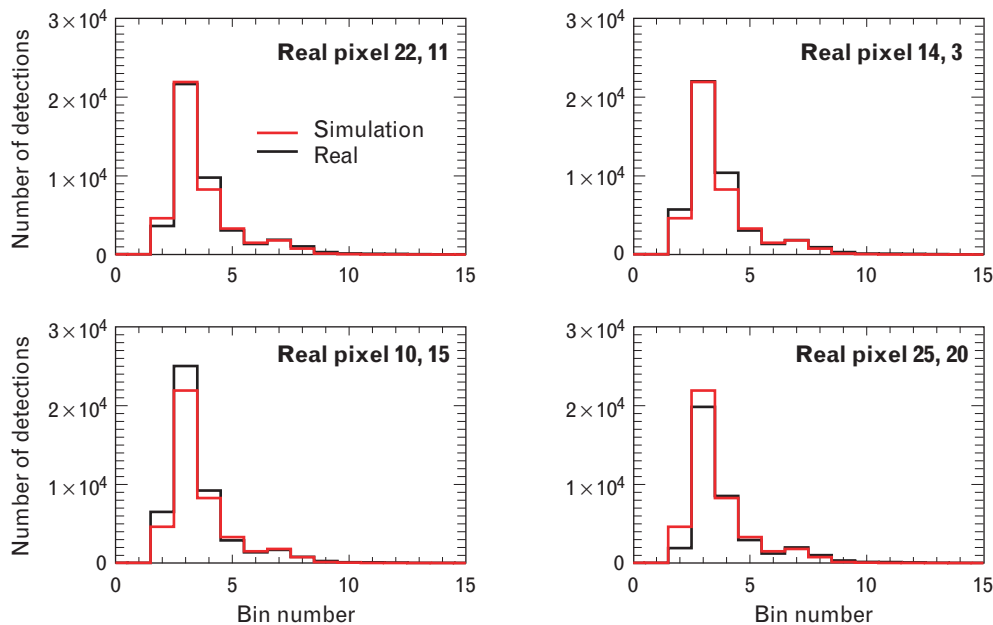 3 × 10⁴
2 × 10⁴
1 × 10⁴
0
Number of detections
Real pixel 22, 11
Simulation
Real
0 5 10 15
3 × 10⁴
2 × 10⁴
1 × 10⁴
0
Real pixel 14, 3
0 5 10 15
3 × 10⁴
2 × 10⁴
1 × 10⁴
0
Number of detections
Real pixel 10, 15
0 5 10 15
Bin number
3 × 10⁴
2 × 10⁴
1 × 10⁴
0
Real pixel 25, 20
0 5 10 15
Bin number